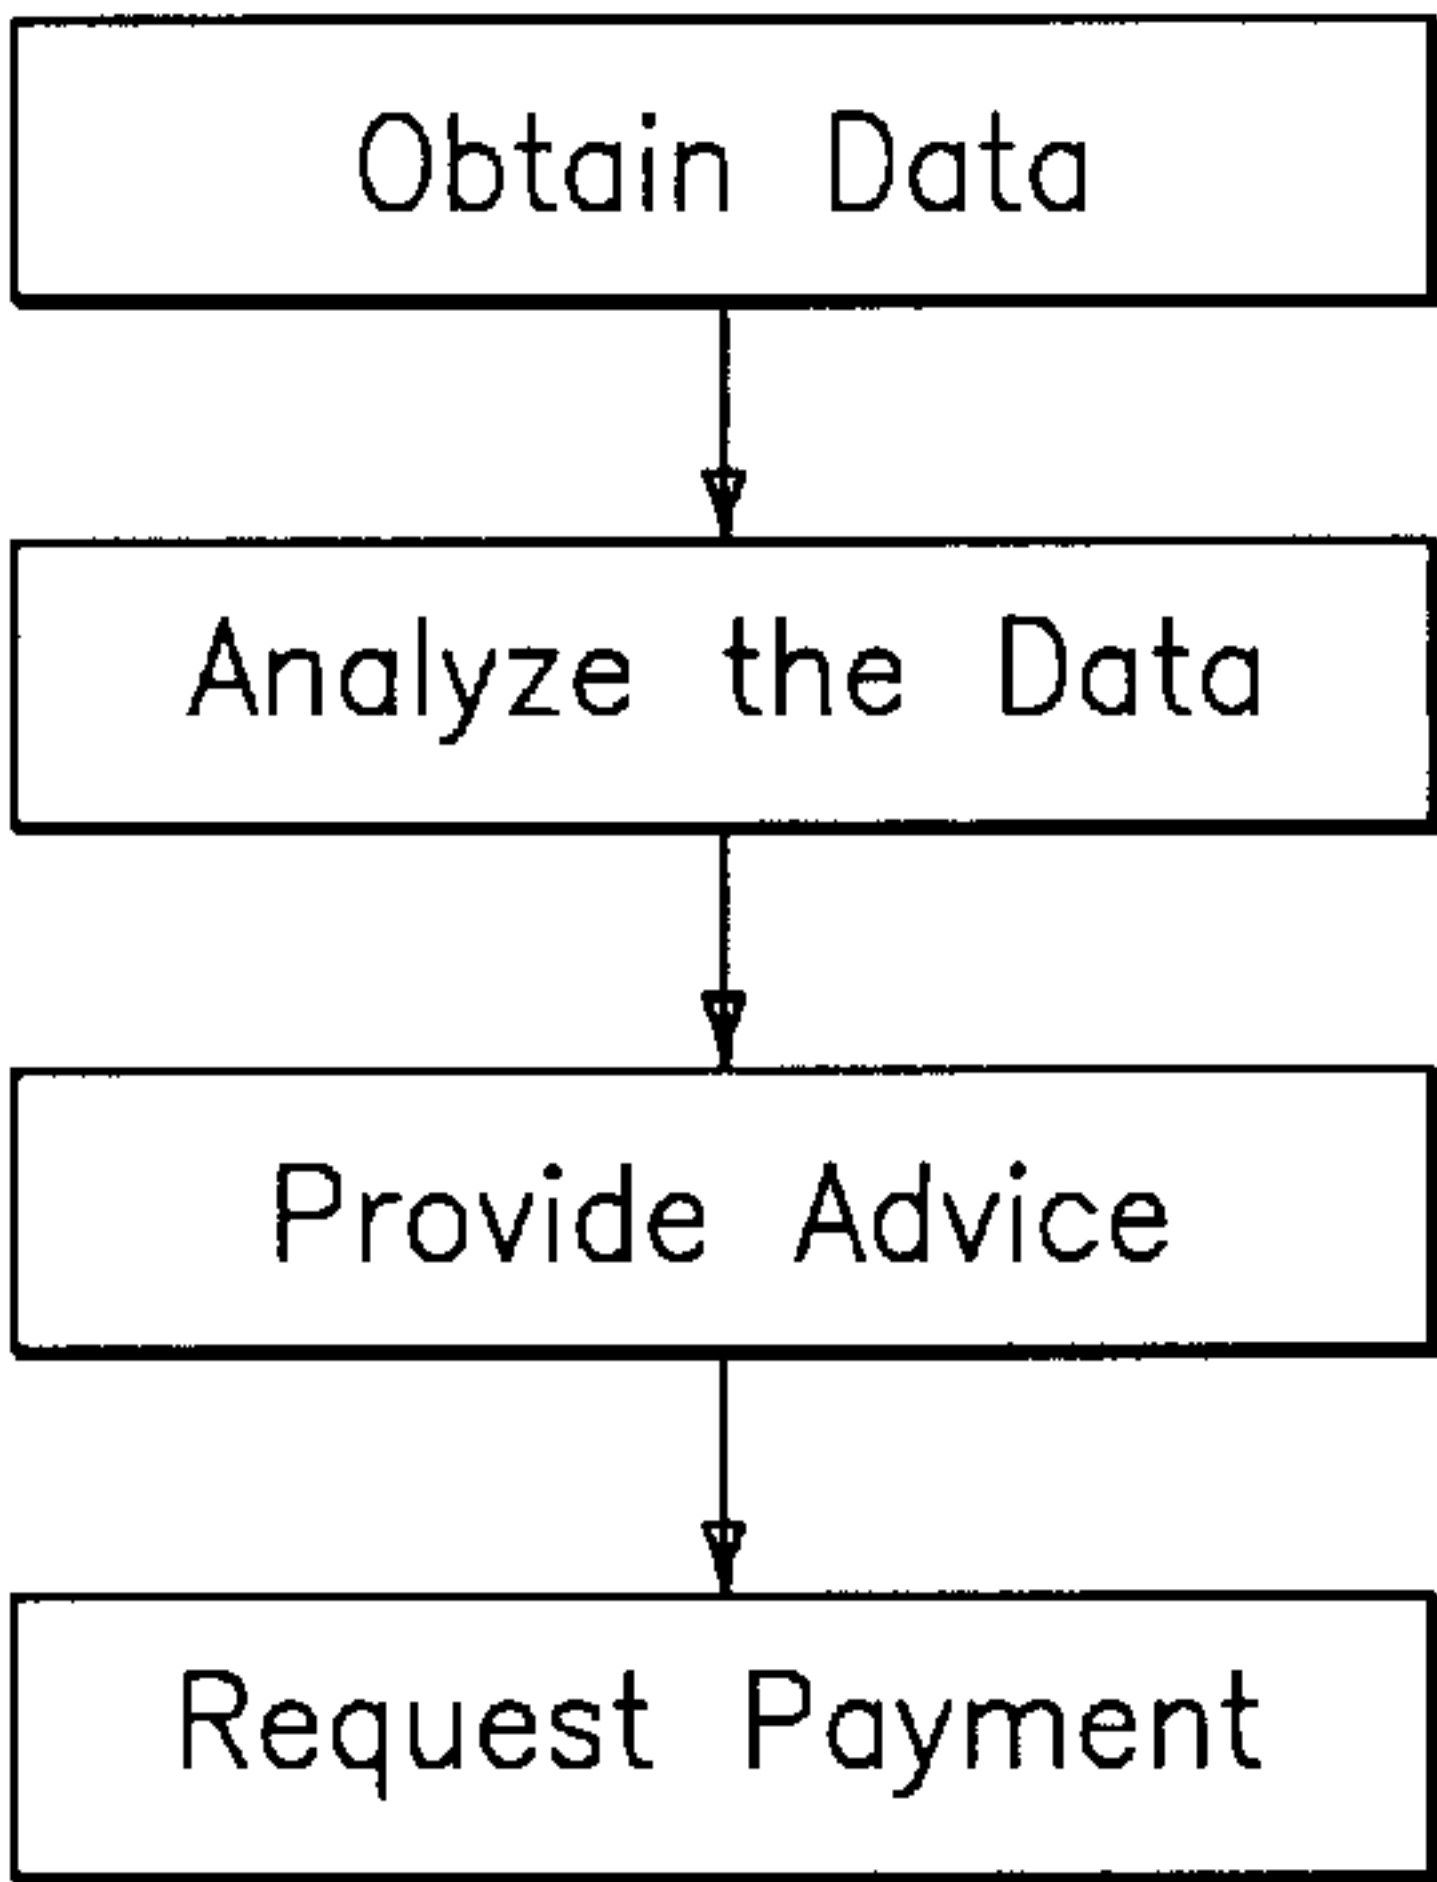 Obtain Data
Analyze the Data
Provide Advice
Request Payment